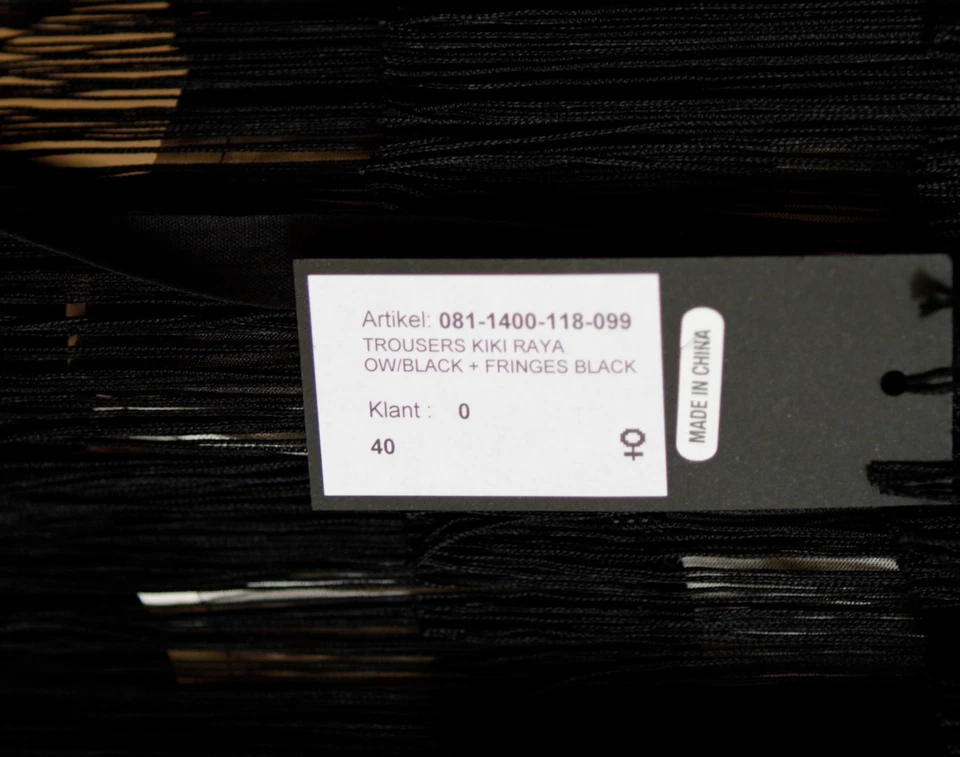 Artikel: 081-1400-118-099
TROUSERS KIKI RAYA
OW/BLACK + FRINGES BLACK
Klant : 0
40
MADE IN CHINA